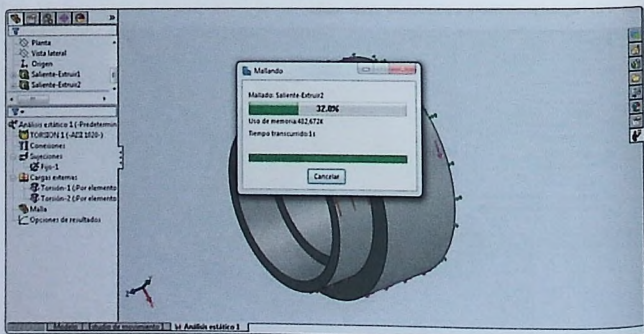 Planta
Vista lateral
Origen
Saliente-Extruir1
Saliente-Extruir2
Análisis estático 1 (-Predetermin
TORSION 1 (-AISI 1020-)
Conexiones
Sujeciones
Fijo-1
Cargas externas
Torsión-1 (:Por elemento
Torsión-2 (:Por elemento
Malla
Opciones de resultados
Mallando
Mallado: Saliente-Extruir2
32.0%
Uso de memoria:412,672K
Tiempo transcurrido:1s
Cancelar
Modelo
Estudio de movimiento 1
Análisis estático 1